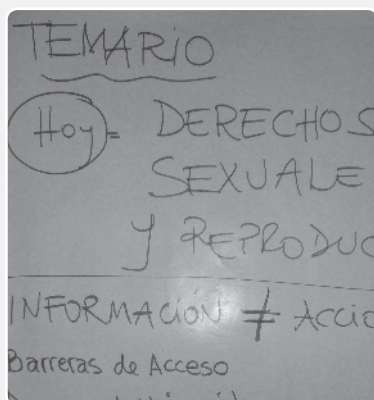 TEMARIO
Hoy = DERECHOS
SEXUALE
y REPRODUC
INFORMACIÓN ≠ ACCIO
Barreras de Acceso